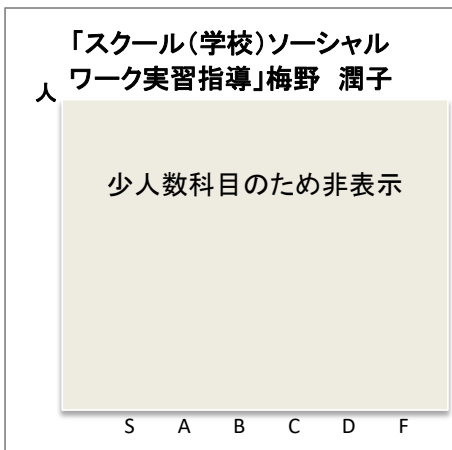 「スクール（学校）ソーシャル
ワーク実習指導」梅野　潤子
人
少人数科目のため非表示
S A B C D F